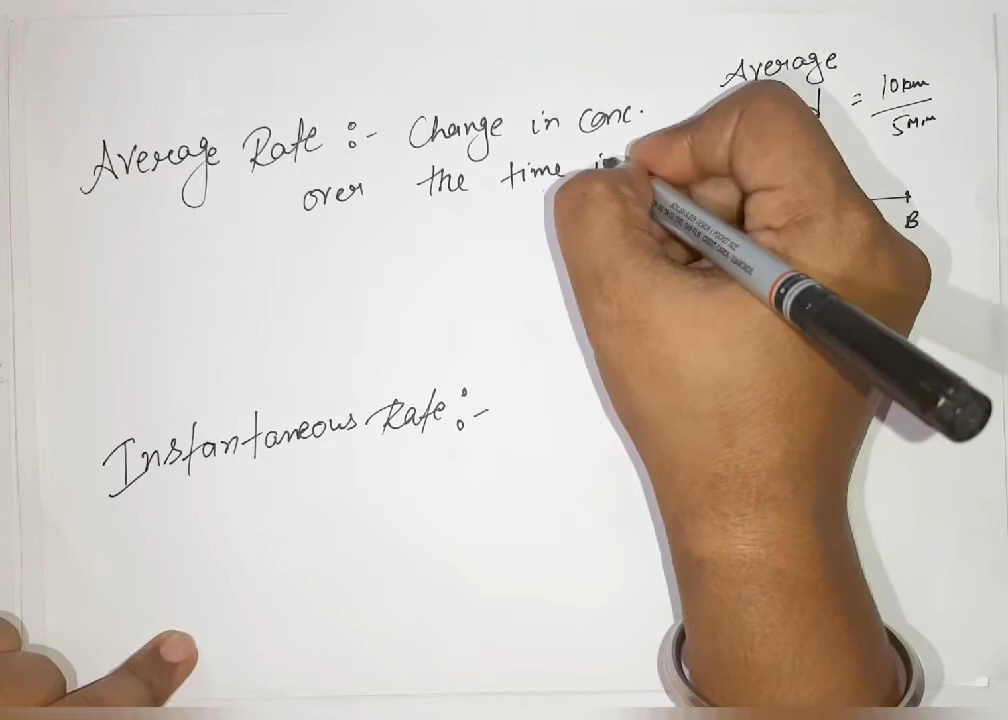 Average Rate :- Change in conc.
over the time
Average
= 10km
5Min
B
Instantaneous Rate :-